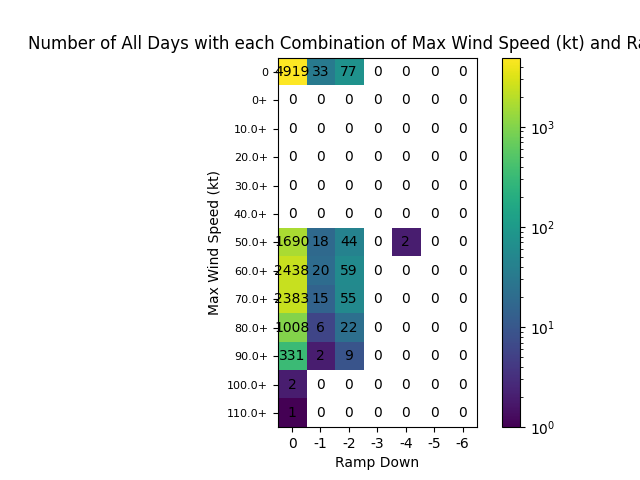 Number of All Days with each Combination of Max Wind Speed (kt) and
0 4919 33 77 0 0 0 0
0+ 0 0 0 0 0 0 0
10.0+ 0 0 0 0 0 0 0
20.0+ 0 0 0 0 0 0 0
30.0+ 0 0 0 0 0 0 0
40.0+ 0 0 0 0 0 0 0
50.0+ 1690 18 44 0 2 0 0
60.0+ 2438 20 59 0 0 0 0
70.0+ 2383 15 55 0 0 0 0
80.0+ 1008 6 22 0 0 0 0
90.0+ 331 2 9 0 0 0 0
100.0+ 2 0 0 0 0 0 0
110.0+ 1 0 0 0 0 0 0
0 -1 -2 -3 -4 -5 -6
Ramp Down
Max Wind Speed (kt)
10³
10²
10¹
10⁰